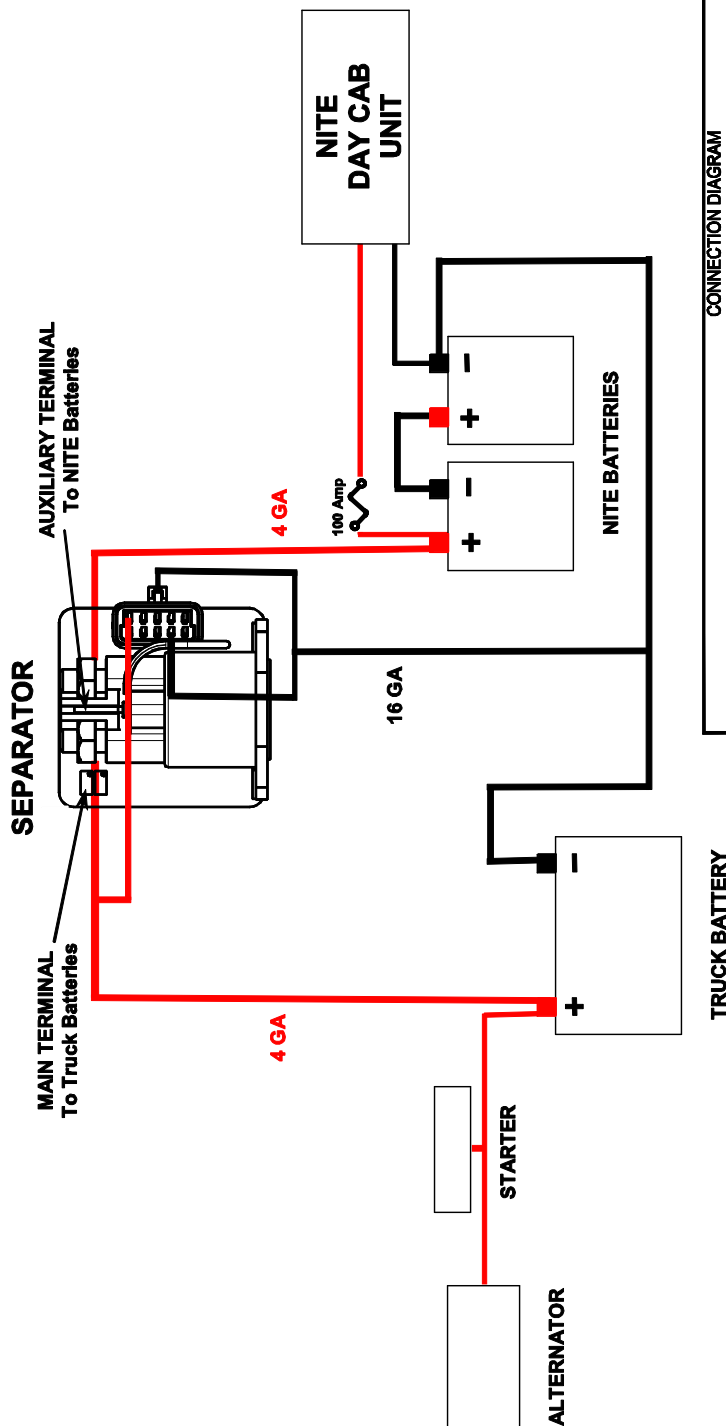 SEPARATOR
MAIN TERMINAL
To Truck Batteries
AUXILIARY TERMINAL
To NITE Batteries
4 GA
4 GA
100 Amp
NITE
DAY CAB
UNIT
16 GA
+
−
+
−
NITE BATTERIES
+
−
TRUCK BATTERY
STARTER
ALTERNATOR
CONNECTION DIAGRAM